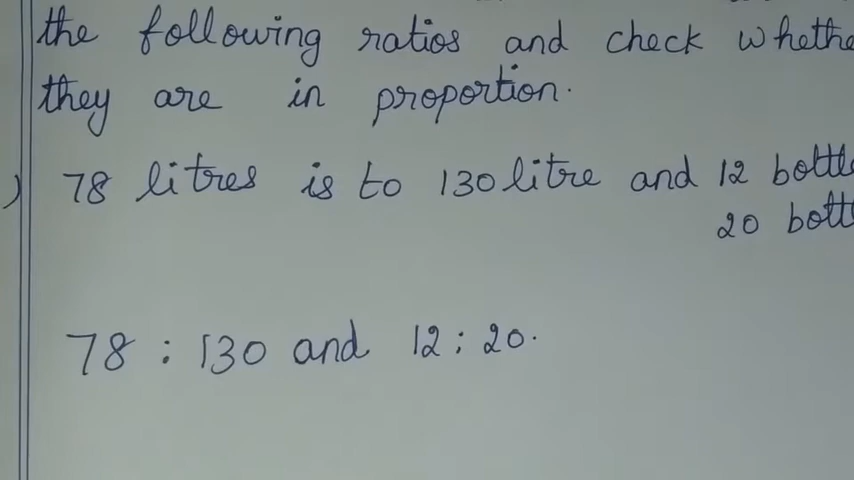 the following ratios and check whethe
they are in proportion.
) 78 litres is to 130 litre and 12 bottle
20 bott
78 : 130 and 12 : 20.